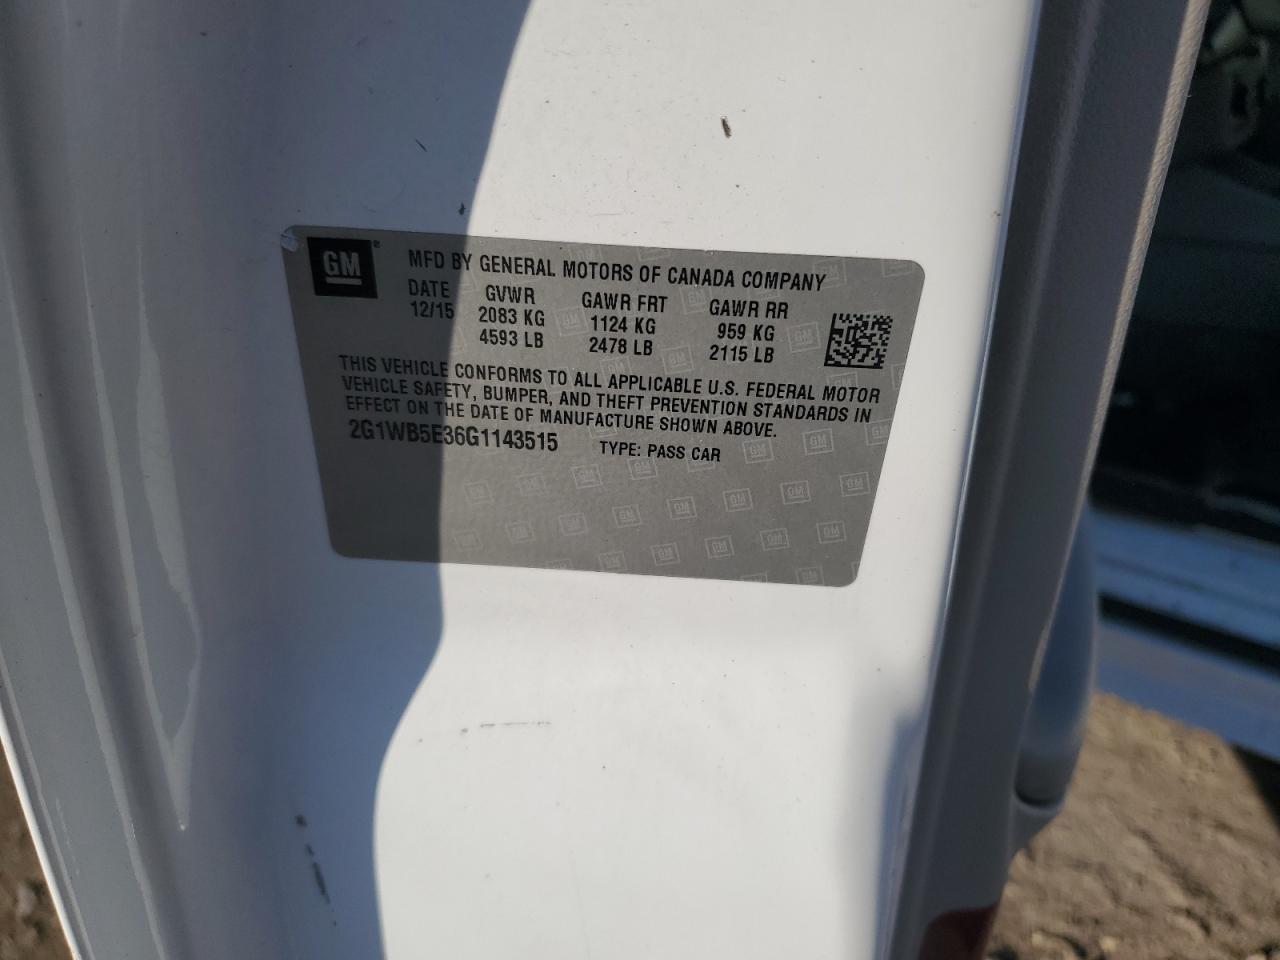 GM
MFD BY GENERAL MOTORS OF CANADA COMPANY
DATE GVWR GAWR FRT GAWR RR
12/15 2083 KG 1124 KG 959 KG
4593 LB 2478 LB 2115 LB
THIS VEHICLE CONFORMS TO ALL APPLICABLE U.S. FEDERAL MOTOR
VEHICLE SAFETY, BUMPER, AND THEFT PREVENTION STANDARDS IN
EFFECT ON THE DATE OF MANUFACTURE SHOWN ABOVE.
2G1WB5E36G1143515 TYPE: PASS CAR